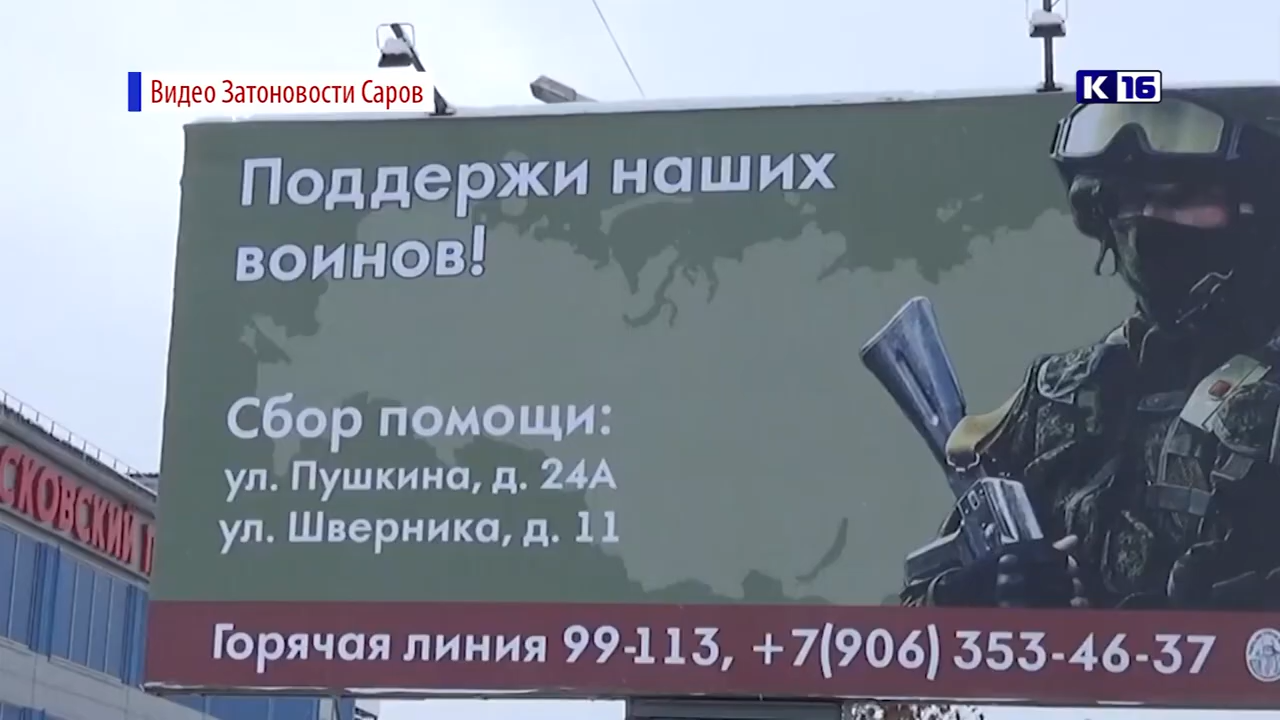 Видео Затоновости Саров
К 16
Поддержи наших
воинов!
Сбор помощи:
ул. Пушкина, д. 24А
ул. Шверника, д. 11
Горячая линия 99-113, +7(906) 353-46-37